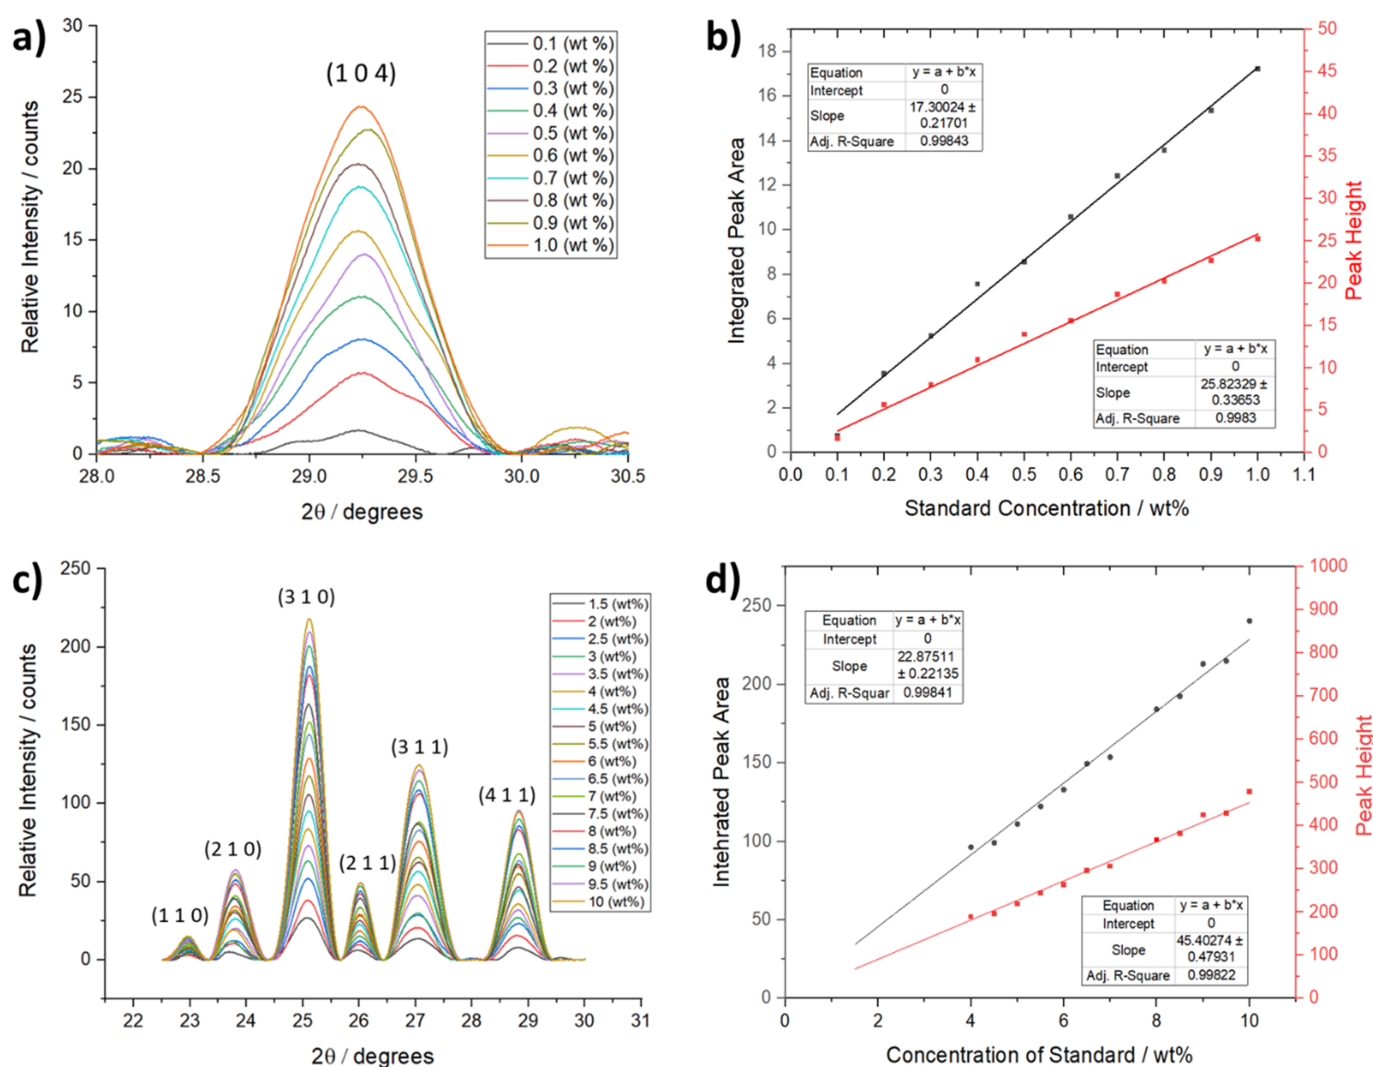 a)
30
25
20
15
10
5
0
Relative Intensity / counts
(1 0 4)
0.1 (wt %)
0.2 (wt %)
0.3 (wt %)
0.4 (wt %)
0.5 (wt %)
0.6 (wt %)
0.7 (wt %)
0.8 (wt %)
0.9 (wt %)
1.0 (wt %)
28.0 28.5 29.0 29.5 30.0 30.5
2θ / degrees
b)
18
16
14
12
10
8
6
4
2
0
Integrated Peak Area
Equation y = a + b*x
Intercept 0
Slope 17.30024 ±
0.21701
Adj. R-Square 0.99843
Equation y = a + b*x
Intercept 0
Slope 25.82329 ±
0.33653
Adj. R-Square 0.9983
50
45
40
35
30
25
20
15
10
5
0
Peak Height
0.0 0.1 0.2 0.3 0.4 0.5 0.6 0.7 0.8 0.9 1.0 1.1
Standard Concentration / wt%
c)
250
200
150
100
50
0
Relative Intensity / counts
(1 1 0)
(2 1 0)
(3 1 0)
(2 1 1)
(3 1 1)
(4 1 1)
1.5 (wt%)
2 (wt%)
2.5 (wt%)
3 (wt%)
3.5 (wt%)
4 (wt%)
4.5 (wt%)
5 (wt%)
5.5 (wt%)
6 (wt%)
6.5 (wt%)
7 (wt%)
7.5 (wt%)
8 (wt%)
8.5 (wt%)
9 (wt%)
9.5 (wt%)
10 (wt%)
22 23 24 25 26 27 28 29 30 31
2θ / degrees
d)
250
200
150
100
50
0
Intehrated Peak Area
Equation y = a + b*x
Intercept 0
Slope 22.87511
± 0.22135
Adj. R-Squar 0.99841
Equation y = a + b*x
Intercept 0
Slope 45.40274 ±
0.47931
Adj. R-Square 0.99822
1000
900
800
700
600
500
400
300
200
100
0
Peak Height
0 2 4 6 8 10
Concentration of Standard / wt%